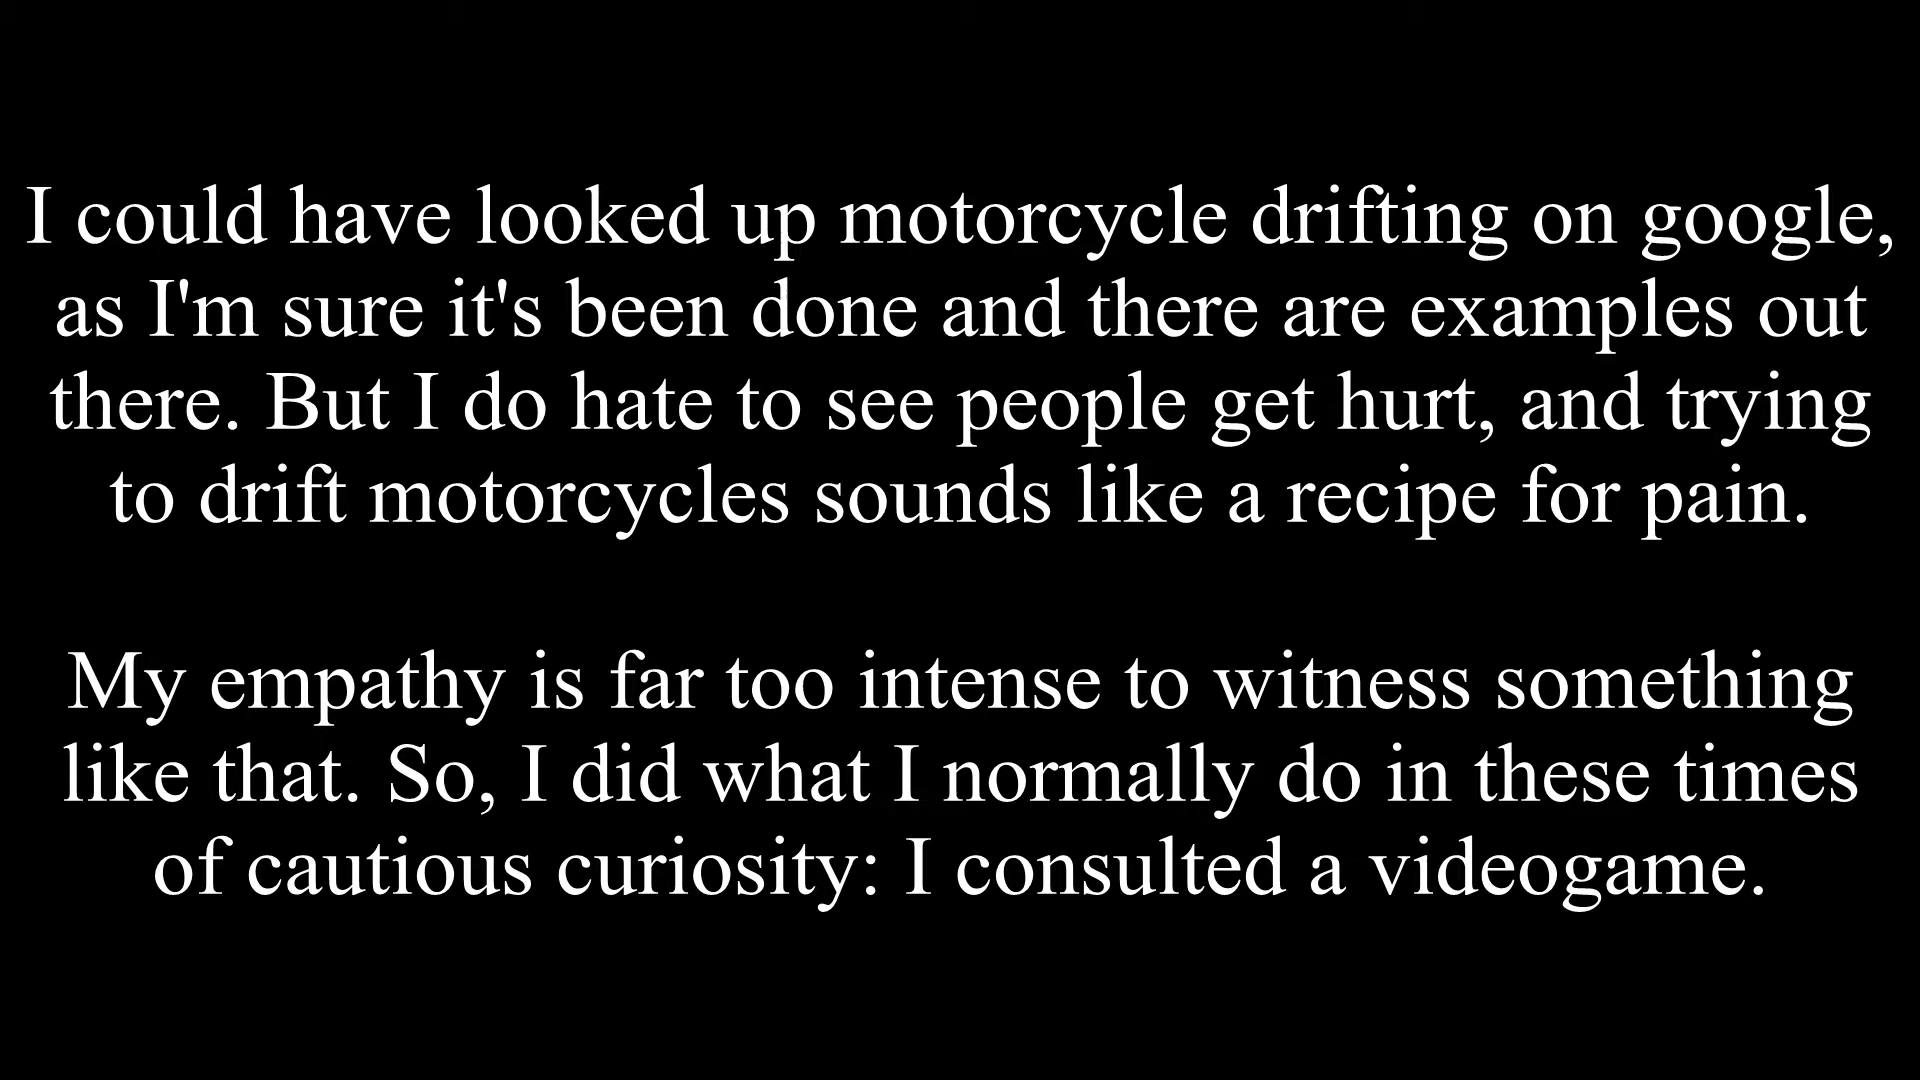 I could have looked up motorcycle drifting on google,
as I'm sure it's been done and there are examples out
there. But I do hate to see people get hurt, and trying
to drift motorcycles sounds like a recipe for pain.
My empathy is far too intense to witness something
like that. So, I did what I normally do in these times
of cautious curiosity: I consulted a videogame.